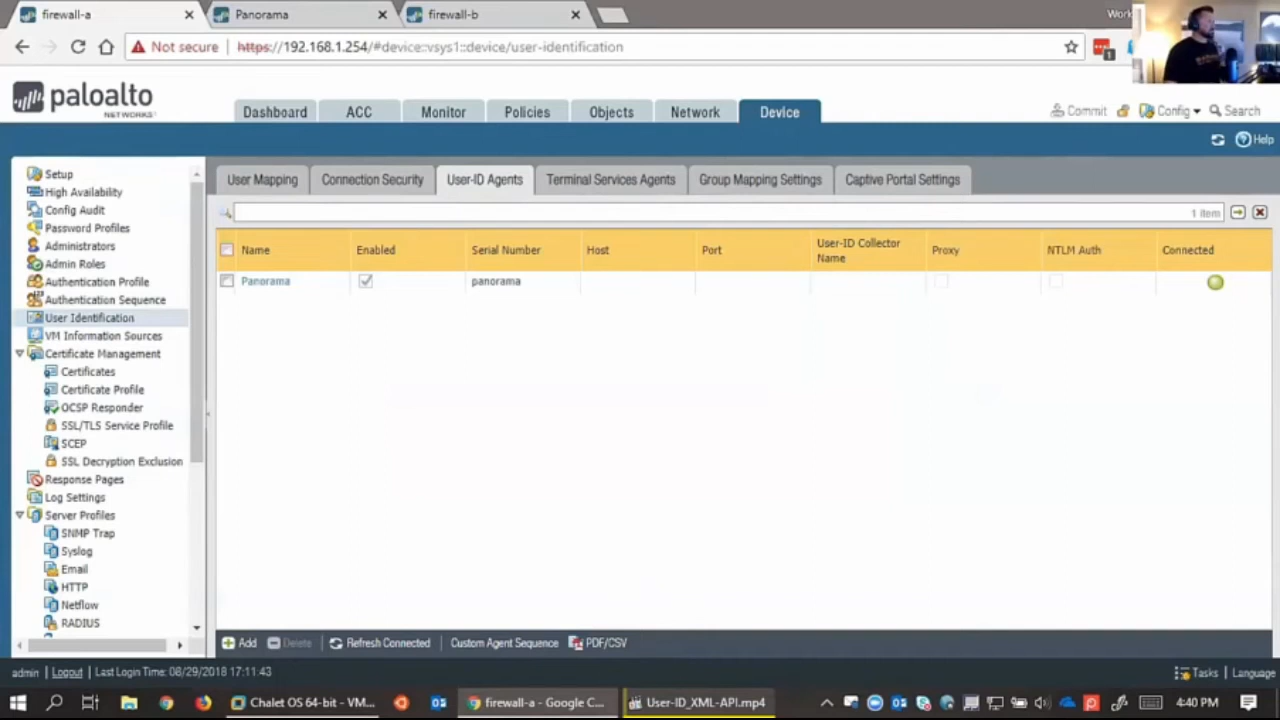 firewall-a
Panorama
firewall-b
Work
Not secure
https://192.168.1.254/#device::vsys1::device/user-identification
1
paloalto
NETWORKS
Dashboard
ACC
Monitor
Policies
Objects
Network
Device
Commit
Config
Search
Help
Setup
High Availability
Config Audit
Password Profiles
Administrators
Admin Roles
Authentication Profile
Authentication Sequence
User Identification
VM Information Sources
Certificate Management
Certificates
Certificate Profile
OCSP Responder
SSL/TLS Service Profile
SCEP
SSL Decryption Exclusion
Response Pages
Log Settings
Server Profiles
SNMP Trap
Syslog
Email
HTTP
Netflow
RADIUS
User Mapping
Connection Security
User-ID Agents
Terminal Services Agents
Group Mapping Settings
Captive Portal Settings
1 item
Name
Enabled
Serial Number
Host
Port
User-ID Collector
Name
Proxy
NTLM Auth
Connected
Panorama
panorama
Add
Delete
Refresh Connected
Custom Agent Sequence
PDF/CSV
admin | Logout | Last Login Time: 08/29/2018 17:11:43
Tasks | Language
Chalet OS 64-bit - VM...
firewall-a - Google C...
User-ID_XML-API.mp4
4:40 PM